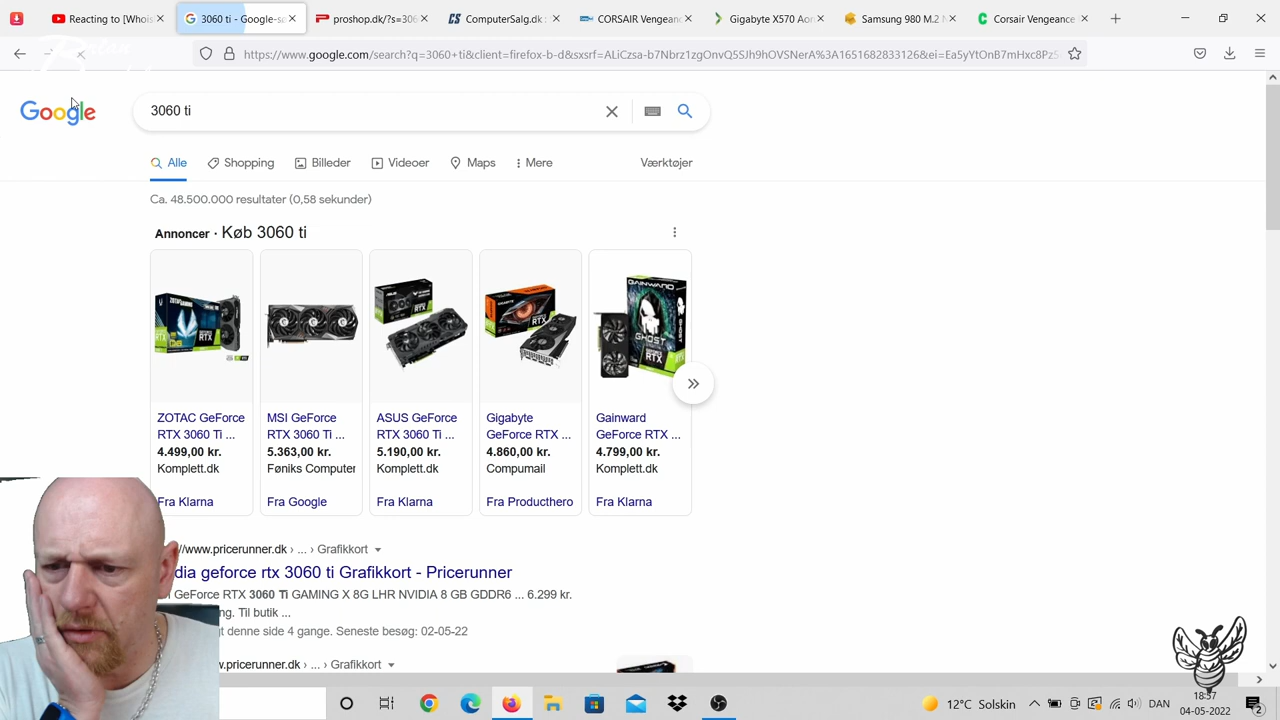 Reacting to [Whois
3060 ti - Google-sø
proshop.dk/?s=306
ComputerSalg.dk :
CORSAIR Vengeanc
Gigabyte X570 Aor
Samsung 980 M.2 N
Corsair Vengeance
https://www.google.com/search?q=3060+ti&client=firefox-b-d&sxsrf=ALiCzsa-b7Nbrz1zgOnvQ5SJh9hOVSNerA%3A1651682833126&ei=Ea5yYtOnB7mHxc8Pz5
Google
3060 ti
Alle
Shopping
Billeder
Videoer
Maps
Mere
Værktøjer
Ca. 48.500.000 resultater (0,58 sekunder)
Annoncer · Køb 3060 ti
ZOTAC GeForce RTX 3060 Ti ...
4.499,00 kr.
Komplett.dk
Fra Klarna
MSI GeForce RTX 3060 Ti ...
5.363,00 kr.
Føniks Computer
Fra Google
ASUS GeForce RTX 3060 Ti ...
5.190,00 kr.
Komplett.dk
Fra Klarna
Gigabyte GeForce RTX ...
4.860,00 kr.
Compumail
Fra Producthero
Gainward GeForce RTX ...
4.799,00 kr.
Komplett.dk
Fra Klarna
//www.pricerunner.dk › ... › Grafikkort
dia geforce rtx 3060 ti Grafikkort - Pricerunner
GeForce RTX 3060 Ti GAMING X 8G LHR NVIDIA 8 GB GDDR6 ... 6.299 kr.
ng. Til butik ...
gt denne side 4 gange. Seneste besøg: 02-05-22
www.pricerunner.dk › ... › Grafikkort
12°C Solskin
DAN
18:57
04-05-2022
2